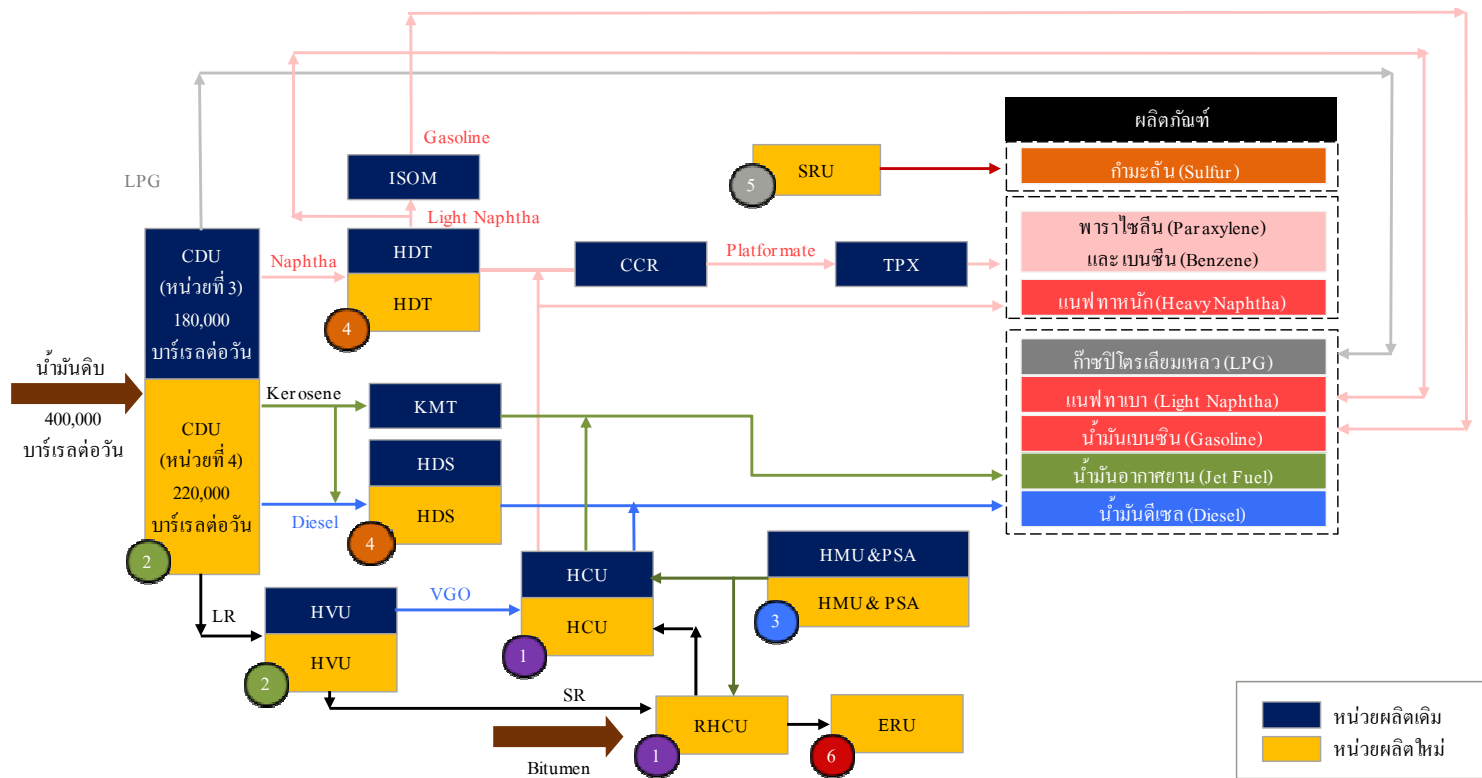 Gasoline
ผลิตภัณฑ์
LPG
ISOM
SRU
5
กำมะถัน (Sulfur)
Light Naphtha
CDU
(หน่วยที่ 3)
180,000
บาร์เรลต่อวัน
Naphtha
HDT
HDT
4
CCR
Platformate
TPX
พาราไซลีน (Paraxylene)
และเบนซีน (Benzene)
แนฟทาหนัก (Heavy Naphtha)
น้ำมันดิบ
400,000
บาร์เรลต่อวัน
CDU
(หน่วยที่ 4)
220,000
บาร์เรลต่อวัน
2
Kerosene
KMT
Diesel
HDS
HDS
4
ก๊าซปิโตรเลียมเหลว (LPG)
แนฟทาเบา (Light Naphtha)
น้ำมันเบนซิน (Gasoline)
น้ำมันอากาศยาน (Jet Fuel)
น้ำมันดีเซล (Diesel)
LR
HVU
HVU
2
VGO
HCU
HCU
1
HMU & PSA
HMU & PSA
3
SR
Bitumen
RHCU
1
ERU
6
หน่วยผลิตเดิม
หน่วยผลิตใหม่